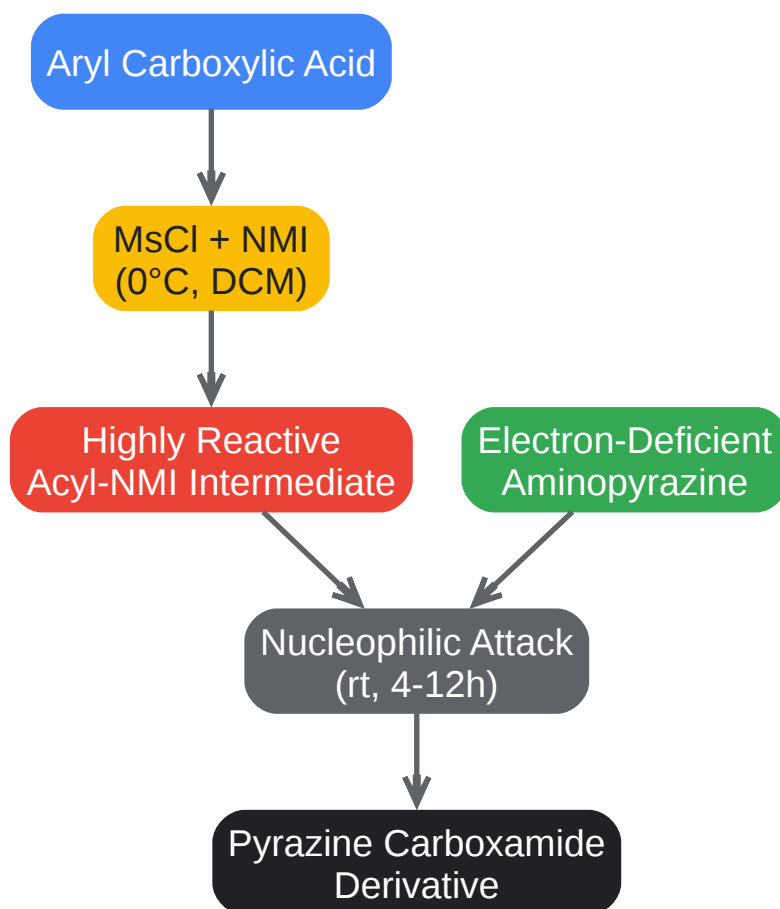 Aryl Carboxylic Acid
MsCl + NMI
(0°C, DCM)
Highly Reactive
Acyl-NMI Intermediate
Electron-Deficient
Aminopyrazine
Nucleophilic Attack
(rt, 4-12h)
Pyrazine Carboxamide
Derivative